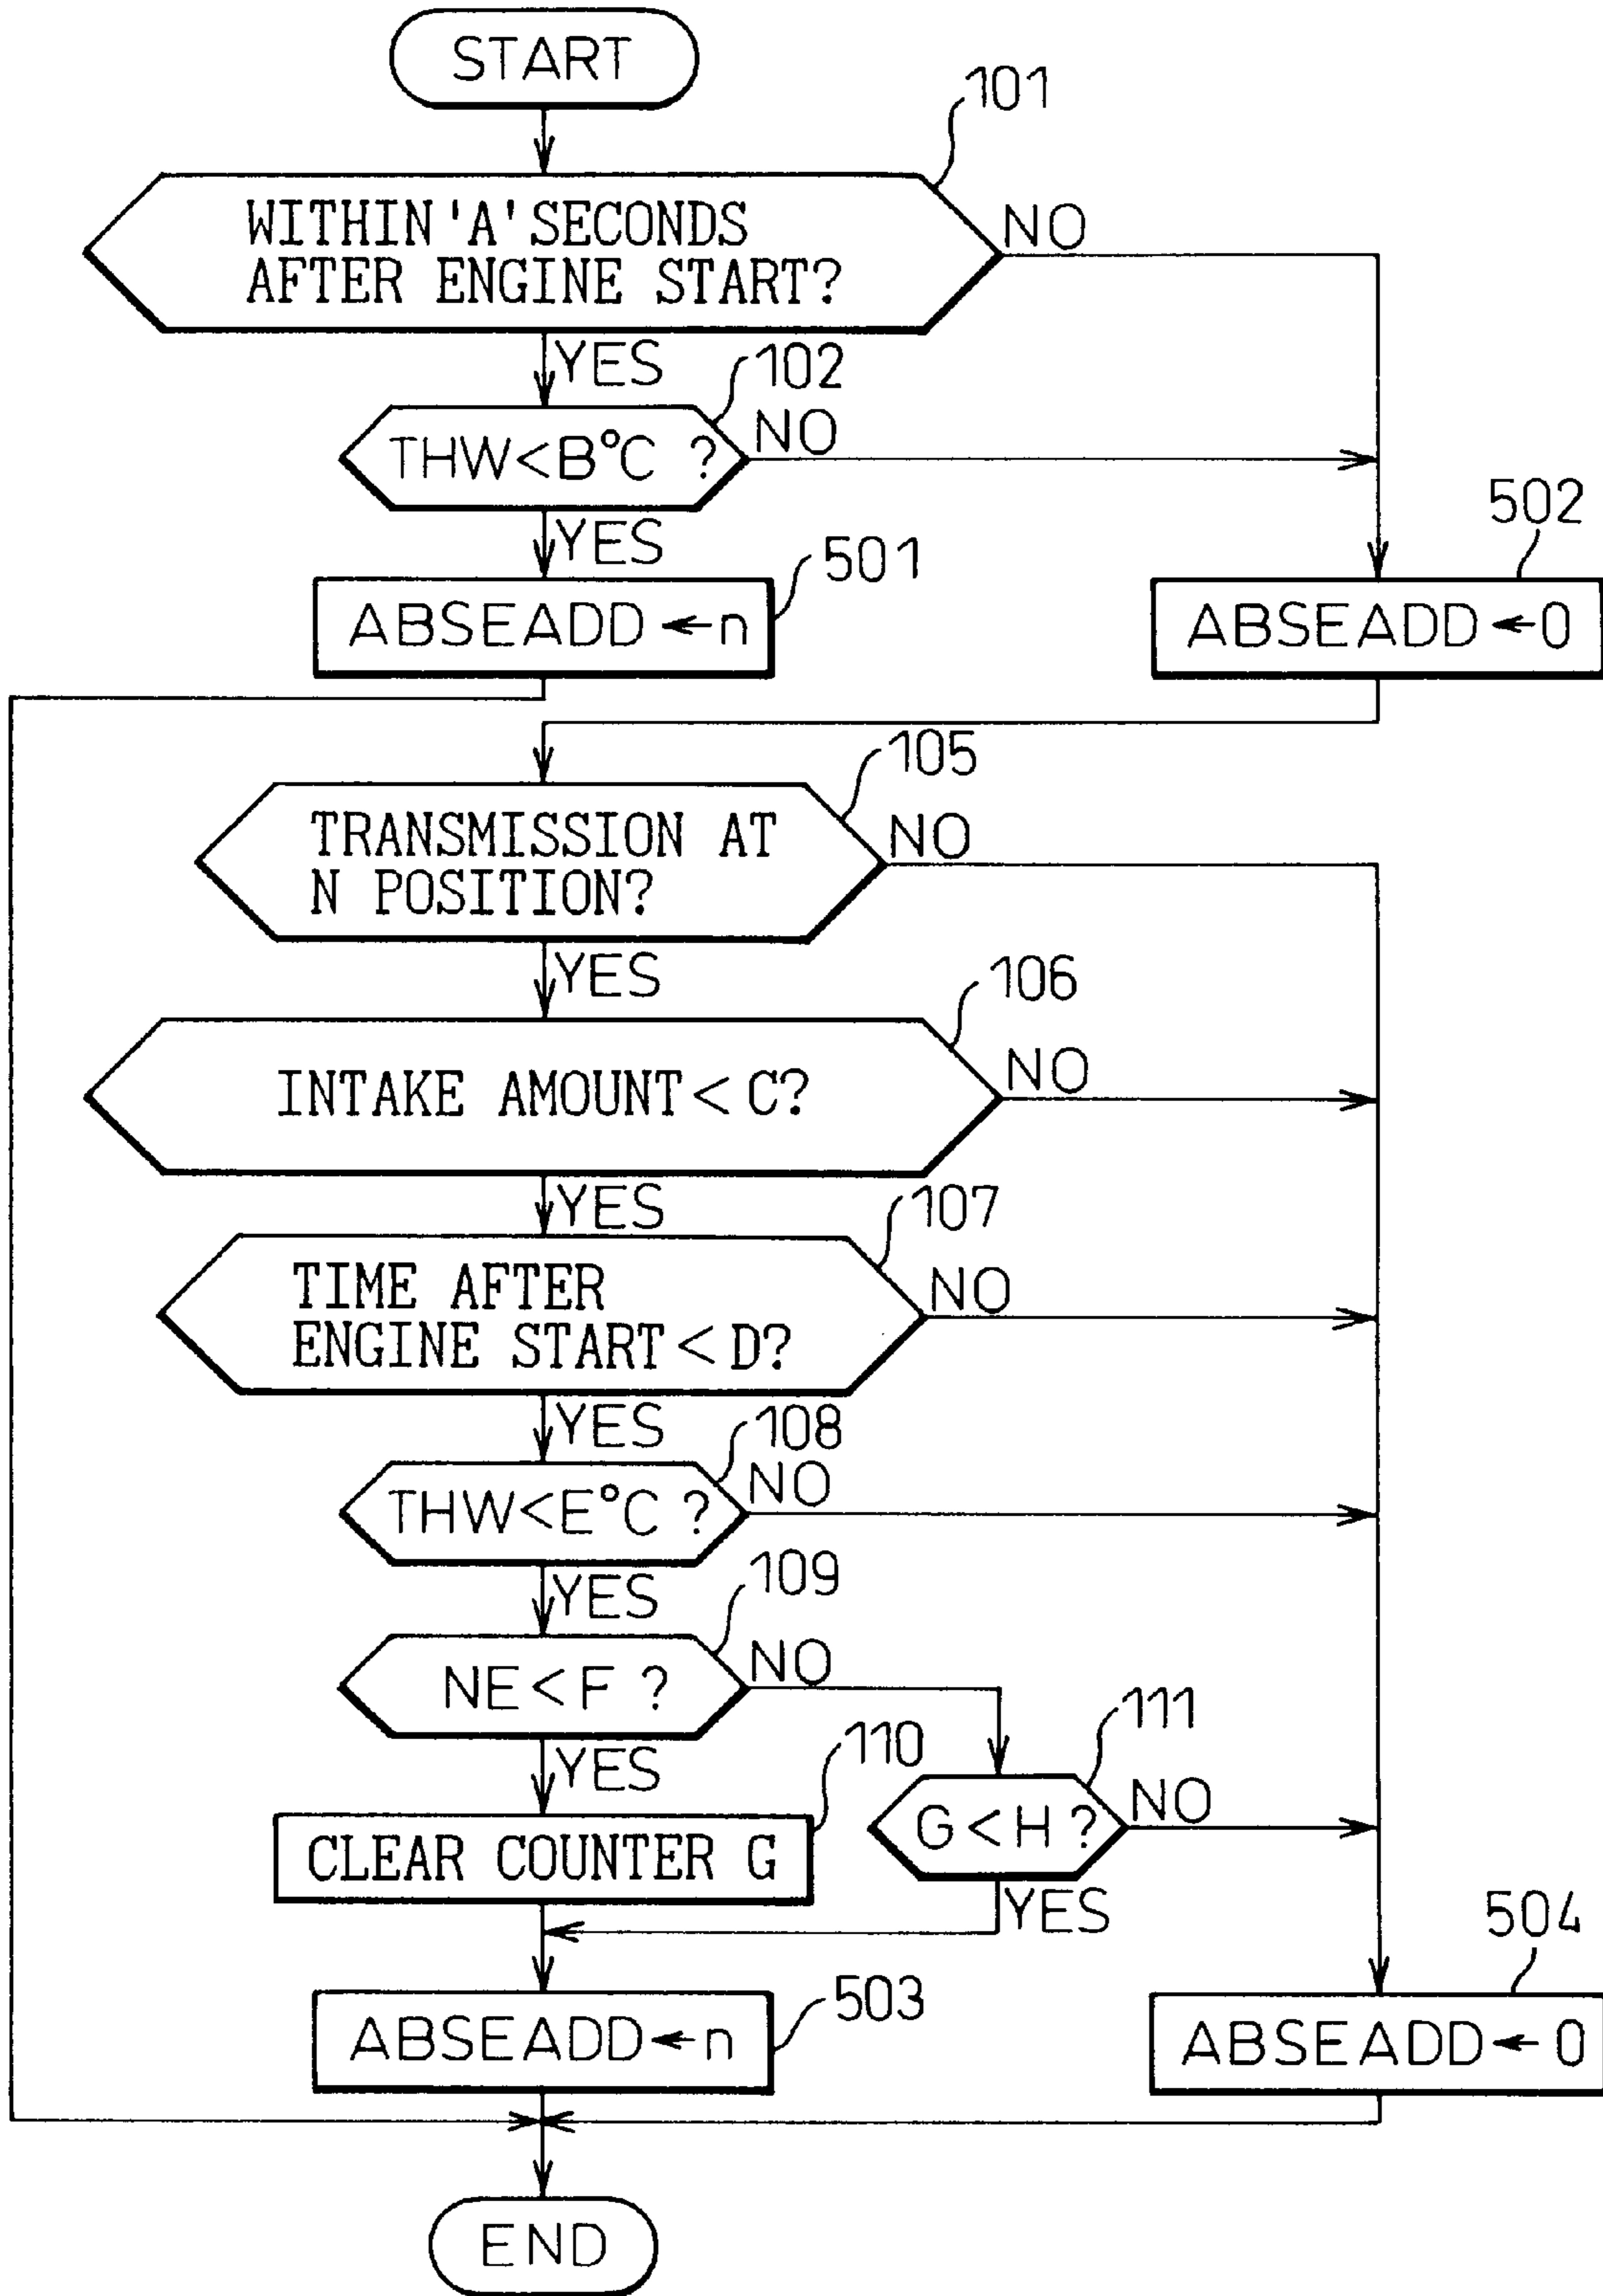 START
101
WITHIN 'A' SECONDS
AFTER ENGINE START?
NO
YES
102
THW<B°C ?
NO
YES
501
ABSEADD←n
502
ABSEADD←0
105
TRANSMISSION AT
N POSITION?
NO
YES
106
INTAKE AMOUNT<C?
NO
YES
107
TIME AFTER
ENGINE START<D?
NO
YES
108
THW<E°C ?
NO
YES
109
NE<F ?
NO
YES
110
CLEAR COUNTER G
111
G<H ?
NO
YES
503
ABSEADD←n
504
ABSEADD←0
END